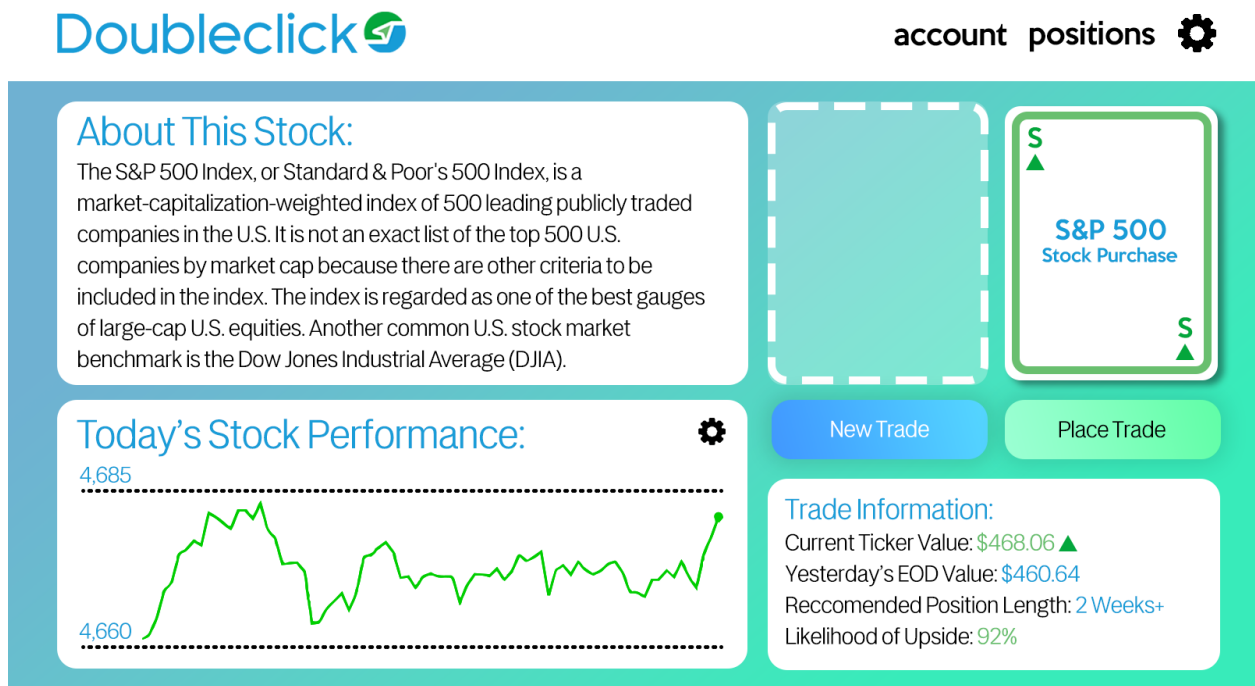 Doubleclick
account positions
About This Stock:
The S&P 500 Index, or Standard & Poor's 500 Index, is a
market-capitalization-weighted index of 500 leading publicly traded
companies in the U.S. It is not an exact list of the top 500 U.S.
companies by market cap because there are other criteria to be
included in the index. The index is regarded as one of the best gauges
of large-cap U.S. equities. Another common U.S. stock market
benchmark is the Dow Jones Industrial Average (DJIA).
S
S&P 500
Stock Purchase
S
Today's Stock Performance:
4,685
4,660
New Trade
Place Trade
Trade Information:
Current Ticker Value: $468.06
Yesterday's EOD Value: $460.64
Reccomended Position Length: 2 Weeks+
Likelihood of Upside: 92%